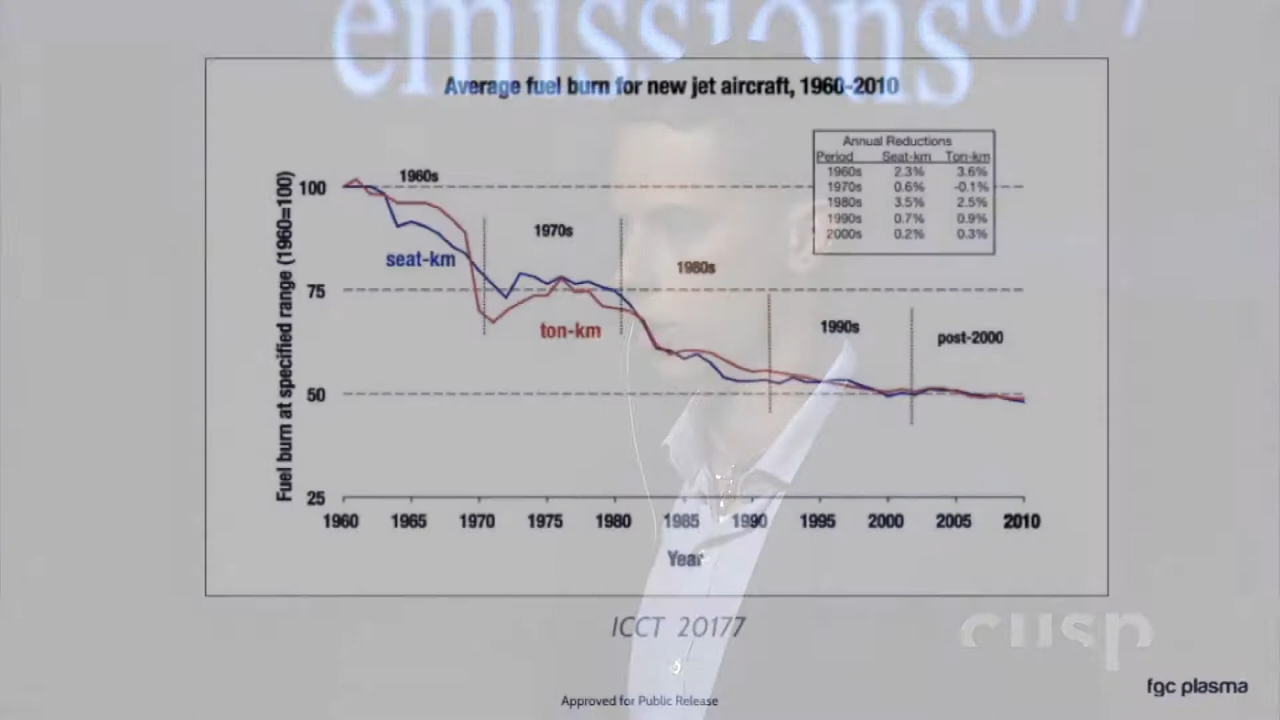 emissions
Average fuel burn for new jet aircraft, 1960-2010
Annual Reductions
Period Seat-km Ton-km
1960s 2.3% 3.6%
1970s 0.6% -0.1%
1980s 3.5% 2.5%
1990s 0.7% 0.9%
2000s 0.2% 0.3%
Fuel burn at specified range (1960=100)
100
75
50
25
1960s
1970s
1980s
1990s
post-2000
seat-km
ton-km
1960 1965 1970 1975 1980 1985 1990 1995 2000 2005 2010
Year
ICCT 20177
cusp
fgc plasma
Approved for Public Release